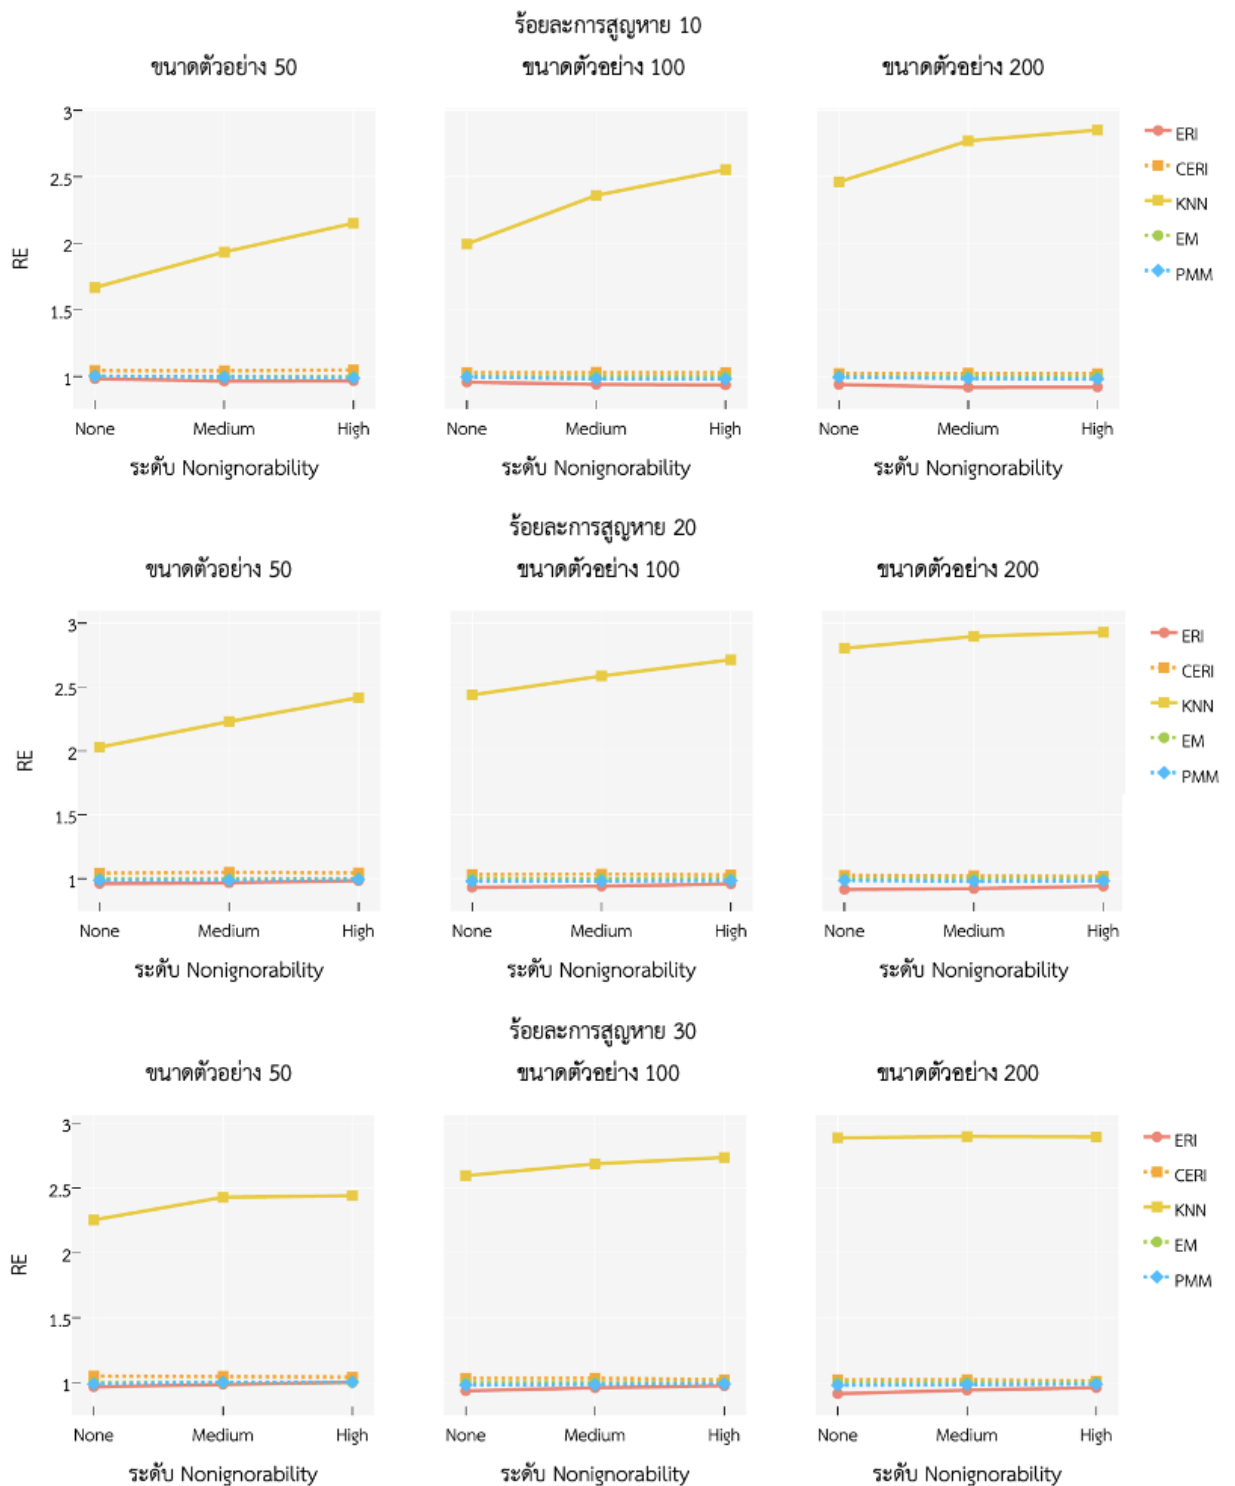 ร้อยละการสูญหาย 10
ขนาดตัวอย่าง 50
ขนาดตัวอย่าง 100
ขนาดตัวอย่าง 200
3
2.5
2
1.5
1
RE
None
Medium
High
None
Medium
High
None
Medium
High
ระดับ Nonignorability
ระดับ Nonignorability
ระดับ Nonignorability
ERI
CERI
KNN
EM
PMM
ร้อยละการสูญหาย 20
ขนาดตัวอย่าง 50
ขนาดตัวอย่าง 100
ขนาดตัวอย่าง 200
3
2.5
2
1.5
1
RE
None
Medium
High
None
Medium
High
None
Medium
High
ระดับ Nonignorability
ระดับ Nonignorability
ระดับ Nonignorability
ERI
CERI
KNN
EM
PMM
ร้อยละการสูญหาย 30
ขนาดตัวอย่าง 50
ขนาดตัวอย่าง 100
ขนาดตัวอย่าง 200
3
2.5
2
1.5
1
RE
None
Medium
High
None
Medium
High
None
Medium
High
ระดับ Nonignorability
ระดับ Nonignorability
ระดับ Nonignorability
ERI
CERI
KNN
EM
PMM